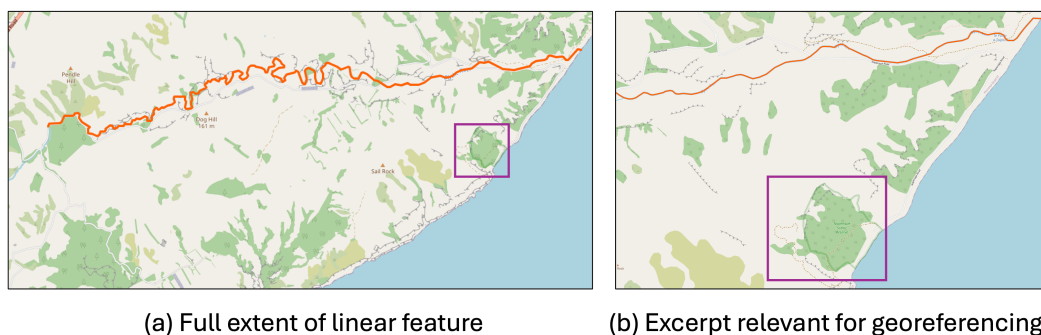 Pendle
Hill
Dog Hill
161 m
Sail Rock
(a) Full extent of linear feature
(b) Excerpt relevant for georeferencing